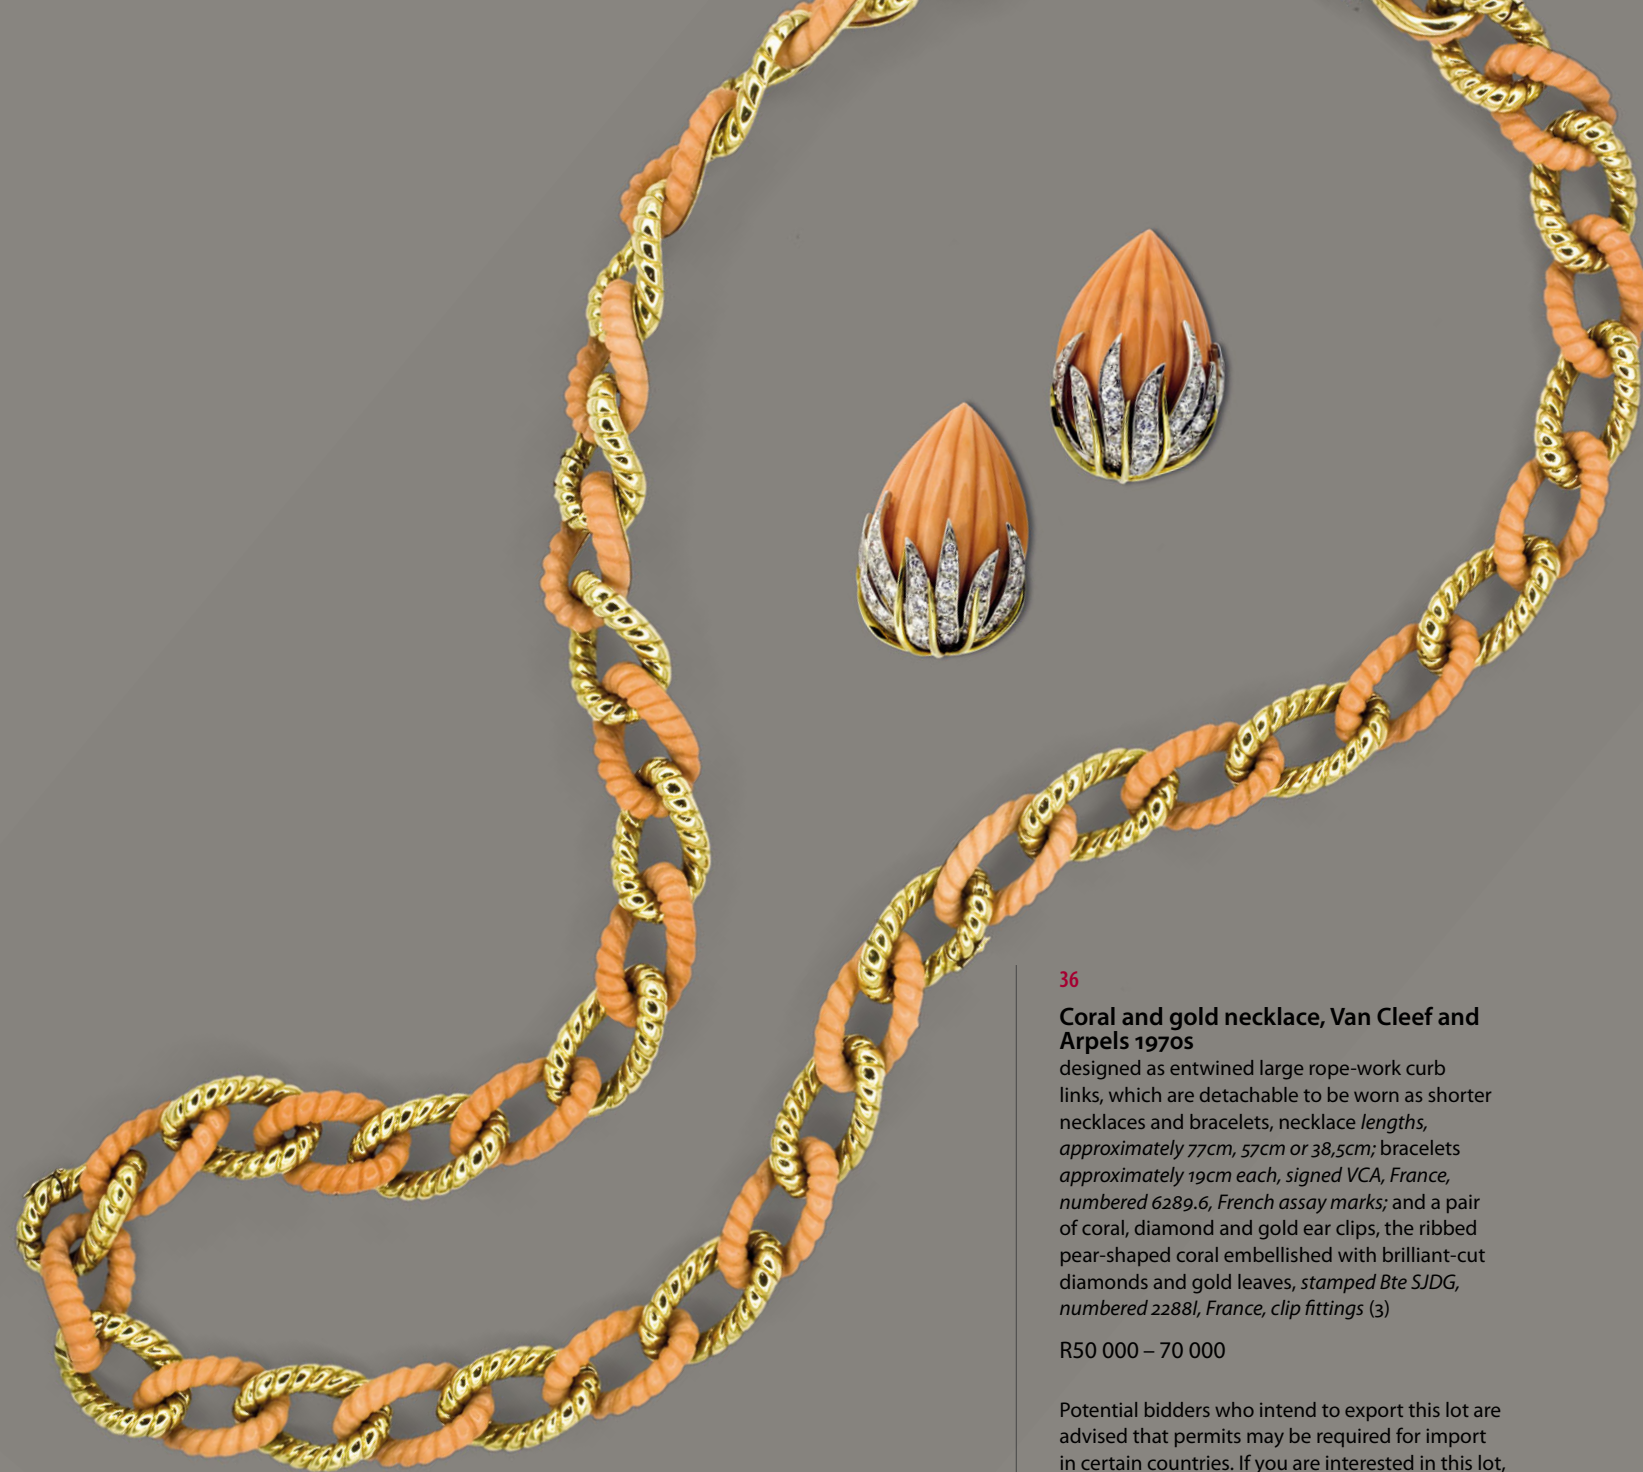 36
Coral and gold necklace, Van Cleef and
Arpels 1970s
designed as entwined large rope-work curb
links, which are detachable to be worn as shorter
necklaces and bracelets, necklace lengths,
approximately 77cm, 57cm or 38,5cm; bracelets
approximately 19cm each, signed VCA, France,
numbered 6289.6, French assay marks; and a pair
of coral, diamond and gold ear clips, the ribbed
pear-shaped coral embellished with brilliant-cut
diamonds and gold leaves, stamped Bte SJDG,
numbered 2288I, France, clip fittings (3)
R50 000 – 70 000
Potential bidders who intend to export this lot are
advised that permits may be required for import
in certain countries. If you are interested in this lot,